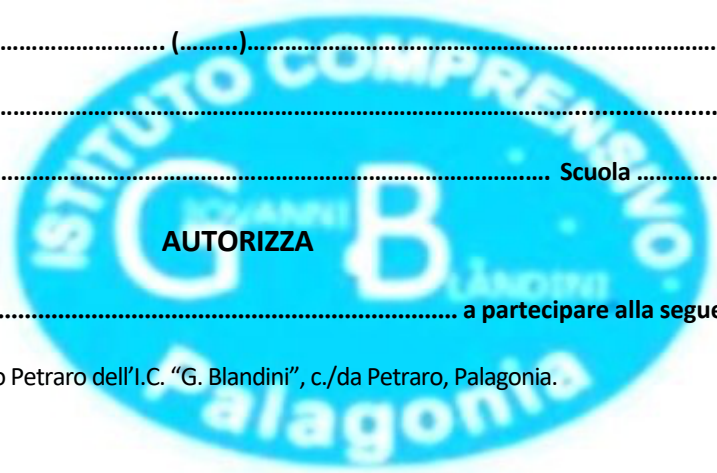 ............................ (.........)..........................................................................................
..................................................................................................................................
.................................................................................................... Scuola ..............
ISTITUTO COMPRENSIVO
GIOVANNI BLANDINI
AUTORIZZA
.................................................................................... a partecipare alla segue
o Petraro dell'I.C. “G. Blandini”, c./da Petraro, Palagonia.
Palagonia